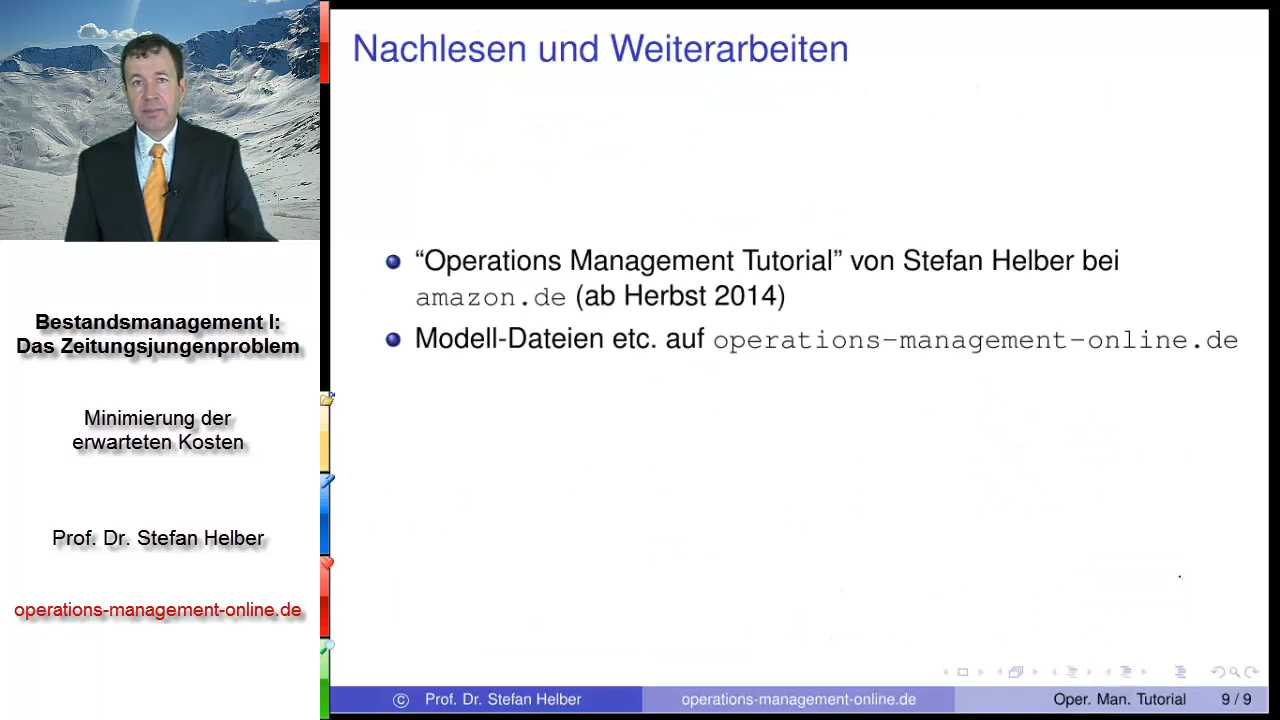 Nachlesen und Weiterarbeiten
“Operations Management Tutorial” von Stefan Helber bei
amazon.de (ab Herbst 2014)
Modell-Dateien etc. auf operations-management-online.de
Bestandsmanagement I:
Das Zeitungsjungenproblem
Minimierung der
erwarteten Kosten
Prof. Dr. Stefan Helber
operations-management-online.de
© Prof. Dr. Stefan Helber operations-management-online.de Oper. Man. Tutorial 9 / 9